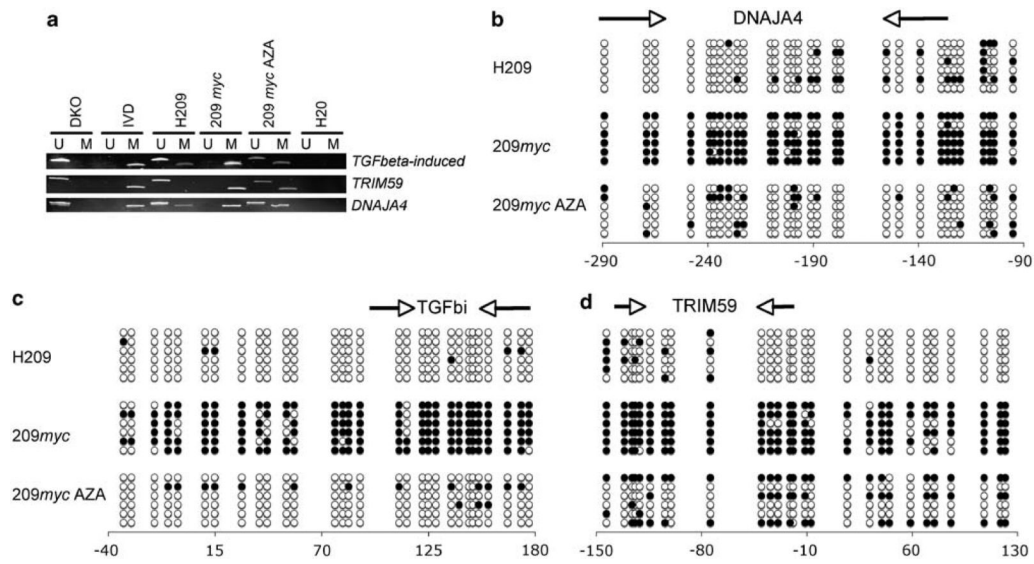 a
DKO IVD H209 209 myc 209 myc AZA H20
U M U M U M U M U M U M
TGFbeta-induced
TRIM59
DNAJA4
b
DNAJA4
H209
209myc
209myc AZA
-290 -240 -190 -140 -90
c
TGFbi
H209
209myc
209myc AZA
-40 15 70 125 180
d
TRIM59
-150 -80 -10 60 130